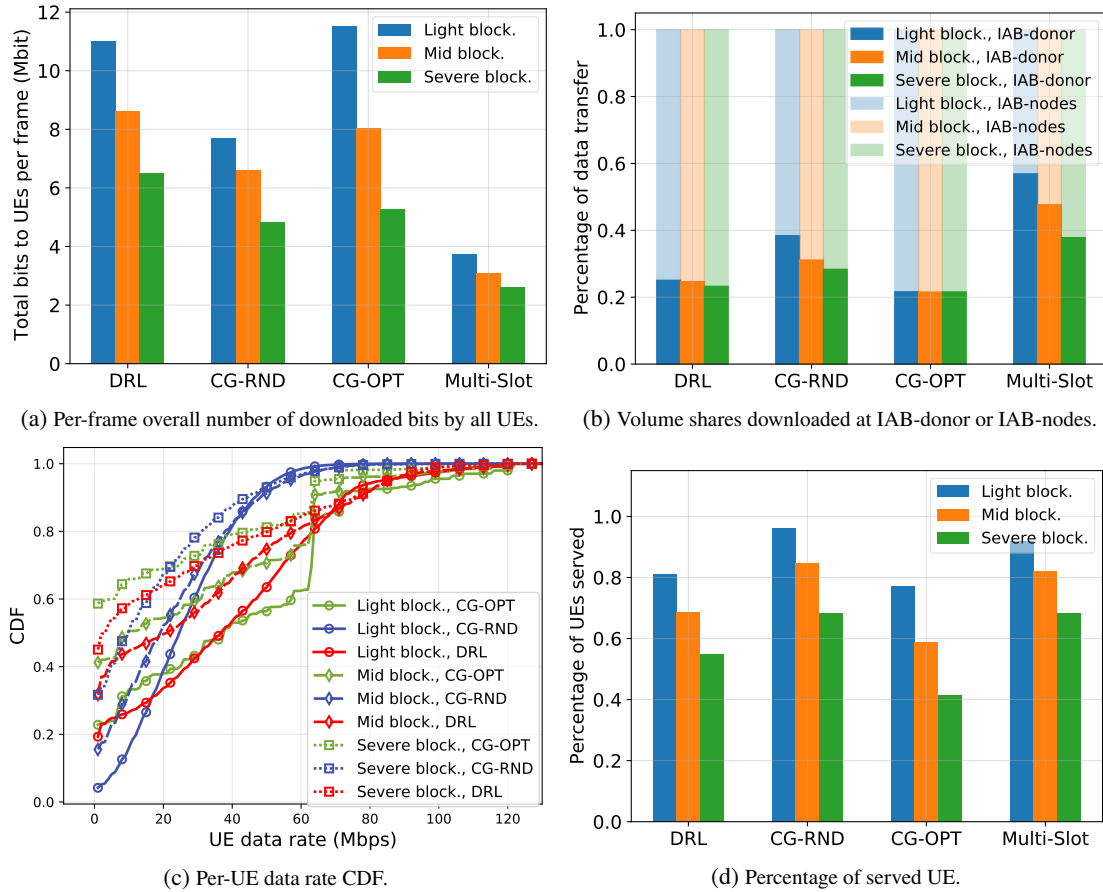 Total bits to UEs per frame (Mbit)
12
10
8
6
4
2
0
Light block.
Mid block.
Severe block.
DRL
CG-RND
CG-OPT
Multi-Slot
(a) Per-frame overall number of downloaded bits by all UEs.
Percentage of data transfer
1.0
0.8
0.6
0.4
0.2
0.0
Light block., IAB-donor
Mid block., IAB-donor
Severe block., IAB-donor
Light block., IAB-nodes
Mid block., IAB-nodes
Severe block., IAB-nodes
DRL
CG-RND
CG-OPT
Multi-Slot
(b) Volume shares downloaded at IAB-donor or IAB-nodes.
CDF
1.0
0.8
0.6
0.4
0.2
0.0
Light block., CG-OPT
Light block., CG-RND
Light block., DRL
Mid block., CG-OPT
Mid block., CG-RND
Mid block., DRL
Severe block., CG-OPT
Severe block., CG-RND
Severe block., DRL
0
20
40
60
80
100
120
UE data rate (Mbps)
(c) Per-UE data rate CDF.
Percentage of UEs served
1.0
0.8
0.6
0.4
0.2
0.0
Light block.
Mid block.
Severe block.
DRL
CG-RND
CG-OPT
Multi-Slot
(d) Percentage of served UE.